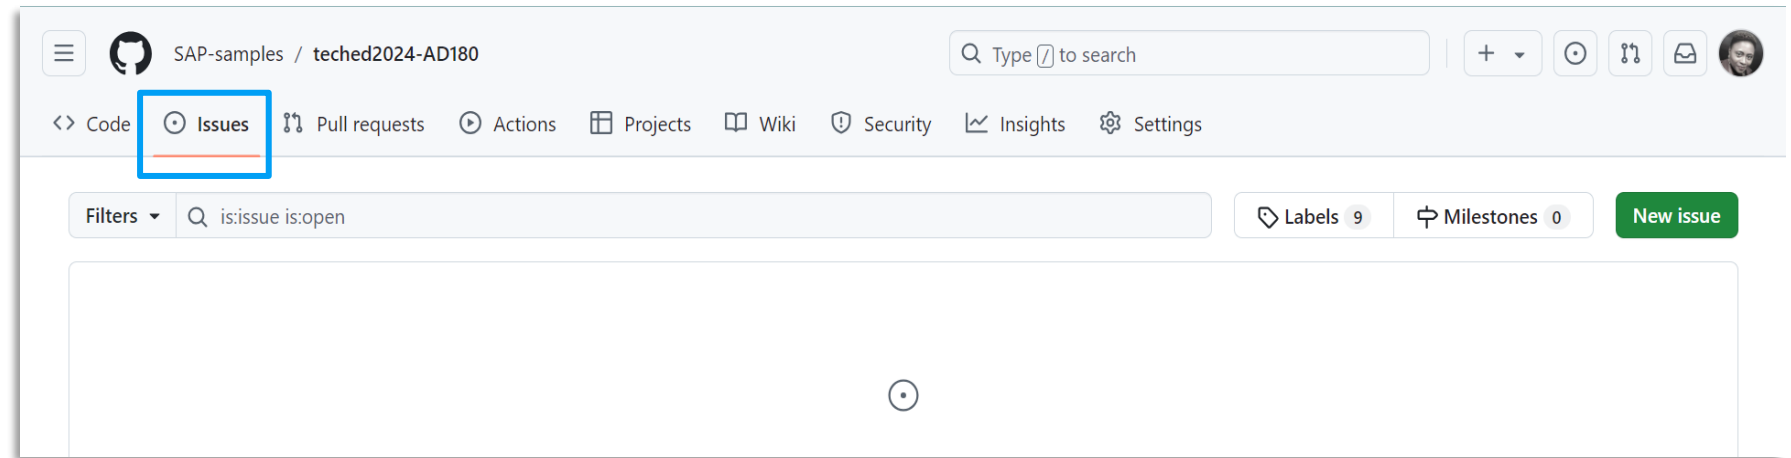 SAP-samples / teched2024-AD180 Type / to search
Code Issues Pull requests Actions Projects Wiki Security Insights Settings
Filters is:issue is:open Labels 9 Milestones 0 New issue